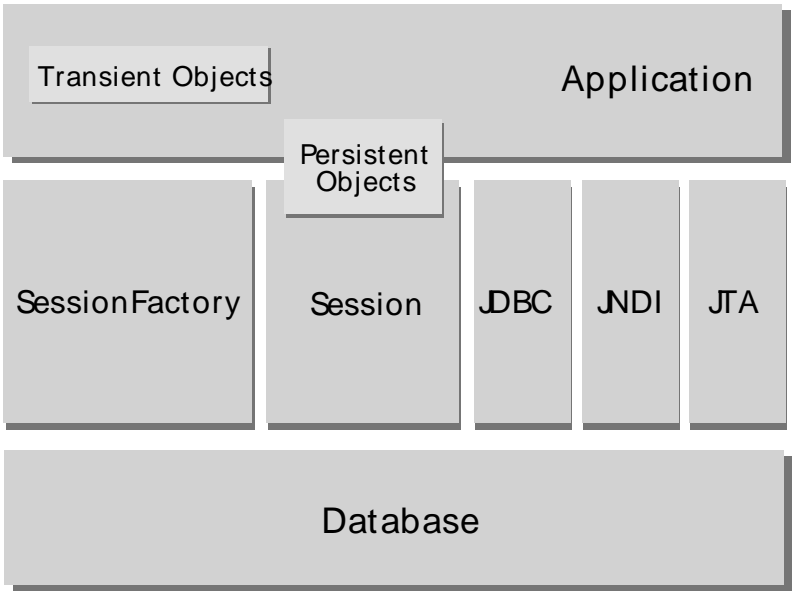 Transient Objects
Application
Persistent
Objects
SessionFactory
Session
JDBC
JNDI
JTA
Database